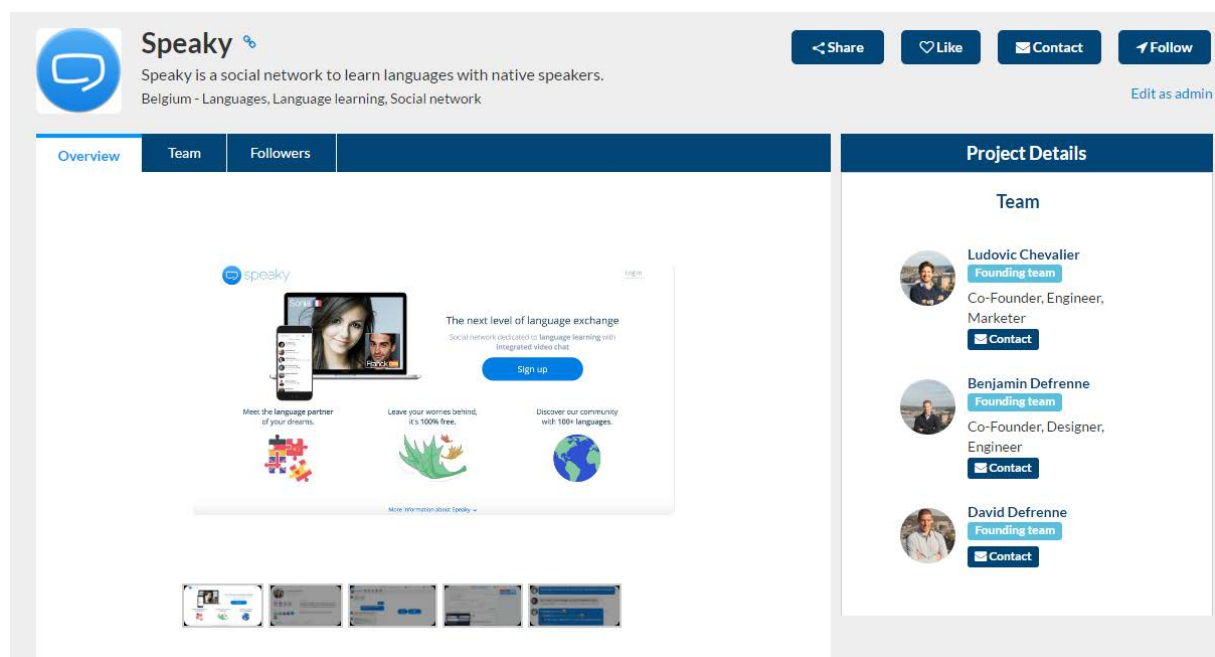 Speaky
Share
Like
Contact
Follow
Speaky is a social network to learn languages with native speakers.
Belgium - Languages, Language learning, Social network
Edit as admin
Overview
Team
Followers
Project Details
Team
speaky
Log in
Sonia
Franck
The next level of language exchange
Social network dedicated to language learning with
integrated video chat
Sign up
Meet the language partner
of your dreams.
Leave your worries behind,
it's 100% free.
Discover our community
with 100+ languages.
More information about Speaky
Ludovic Chevalier
Founding team
Co-Founder, Engineer,
Marketer
Contact
Benjamin Defrenne
Founding team
Co-Founder, Designer,
Engineer
Contact
David Defrenne
Founding team
Contact